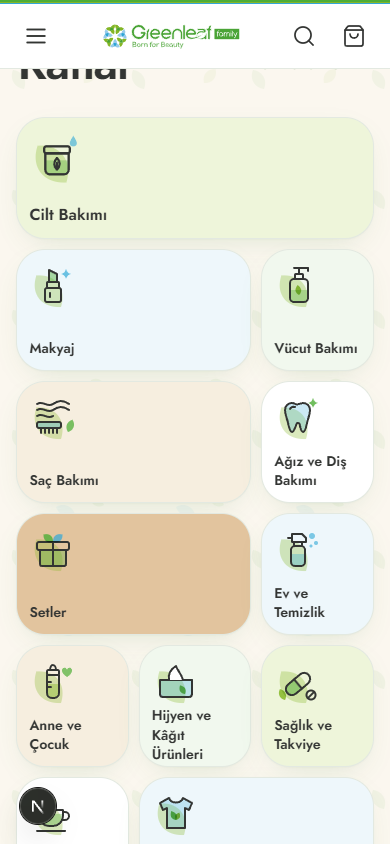 Greenleaf family
Born for Beauty
Kanal
Cilt Bakımı
Makyaj
Vücut Bakımı
Saç Bakımı
Ağız ve Diş
Bakımı
Setler
Ev ve
Temizlik
Anne ve
Çocuk
Hijyen ve
Kâğıt
Ürünleri
Sağlık ve
Takviye
N